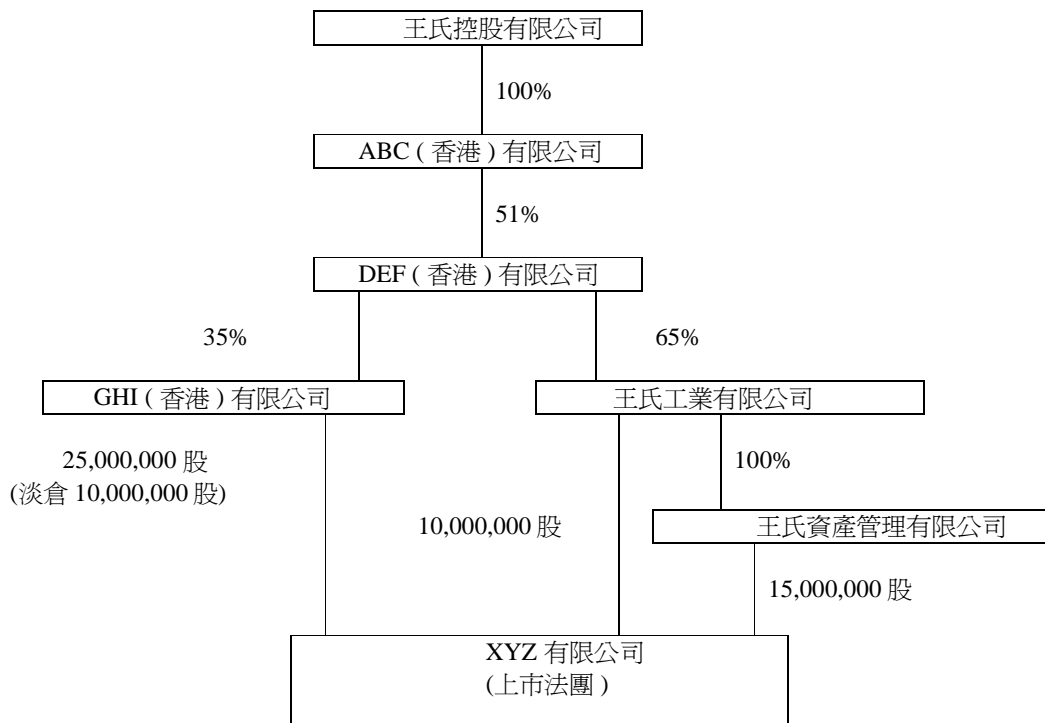 王氏控股有限公司
100%
ABC ( 香港 ) 有限公司
51%
DEF ( 香港 ) 有限公司
35%
65%
GHI ( 香港 ) 有限公司
王氏工業有限公司
25,000,000 股
(淡倉 10,000,000 股)
100%
10,000,000 股
王氏資產管理有限公司
15,000,000 股
XYZ 有限公司
(上市法團 )